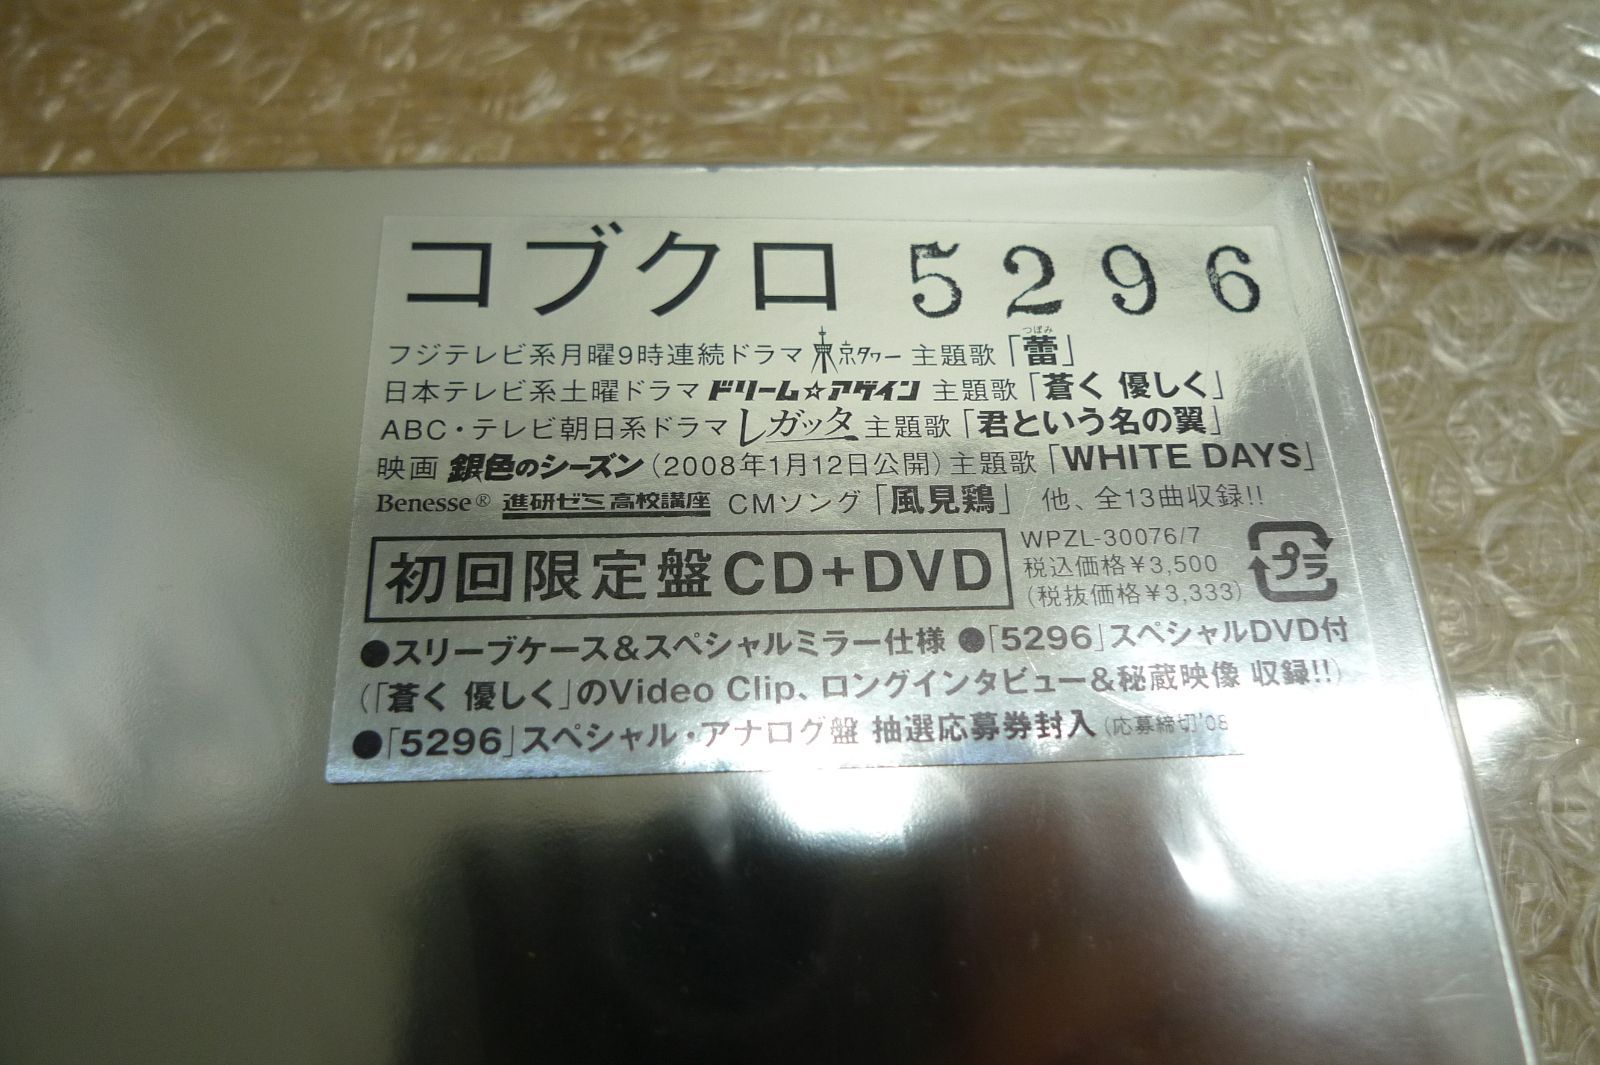 コブクロ 5296
フジテレビ系月曜9時連続ドラマ 東京タワー 主題歌「蕾」
つぼみ
日本テレビ系土曜ドラマ ドリーム☆アゲイン 主題歌「蒼く 優しく」
ABC・テレビ朝日系ドラマ レガッタ 主題歌「君という名の翼」
映画 銀色のシーズン(2008年1月12日公開)主題歌「WHITE DAYS」
Benesse® 進研ゼミ 高校講座 CMソング「風見鶏」 他、全13曲収録!!
初回限定盤CD+DVD
WPZL-30076/7
税込価格¥3,500
(税抜価格¥3,333)
プラ
●スリーブケース&スペシャルミラー仕様 ●「5296」スペシャルDVD付
(「蒼く 優しく」のVideo Clip、ロングインタビュー&秘蔵映像 収録!!)
●「5296」スペシャル・アナログ盤 抽選応募券封入(応募締切'08